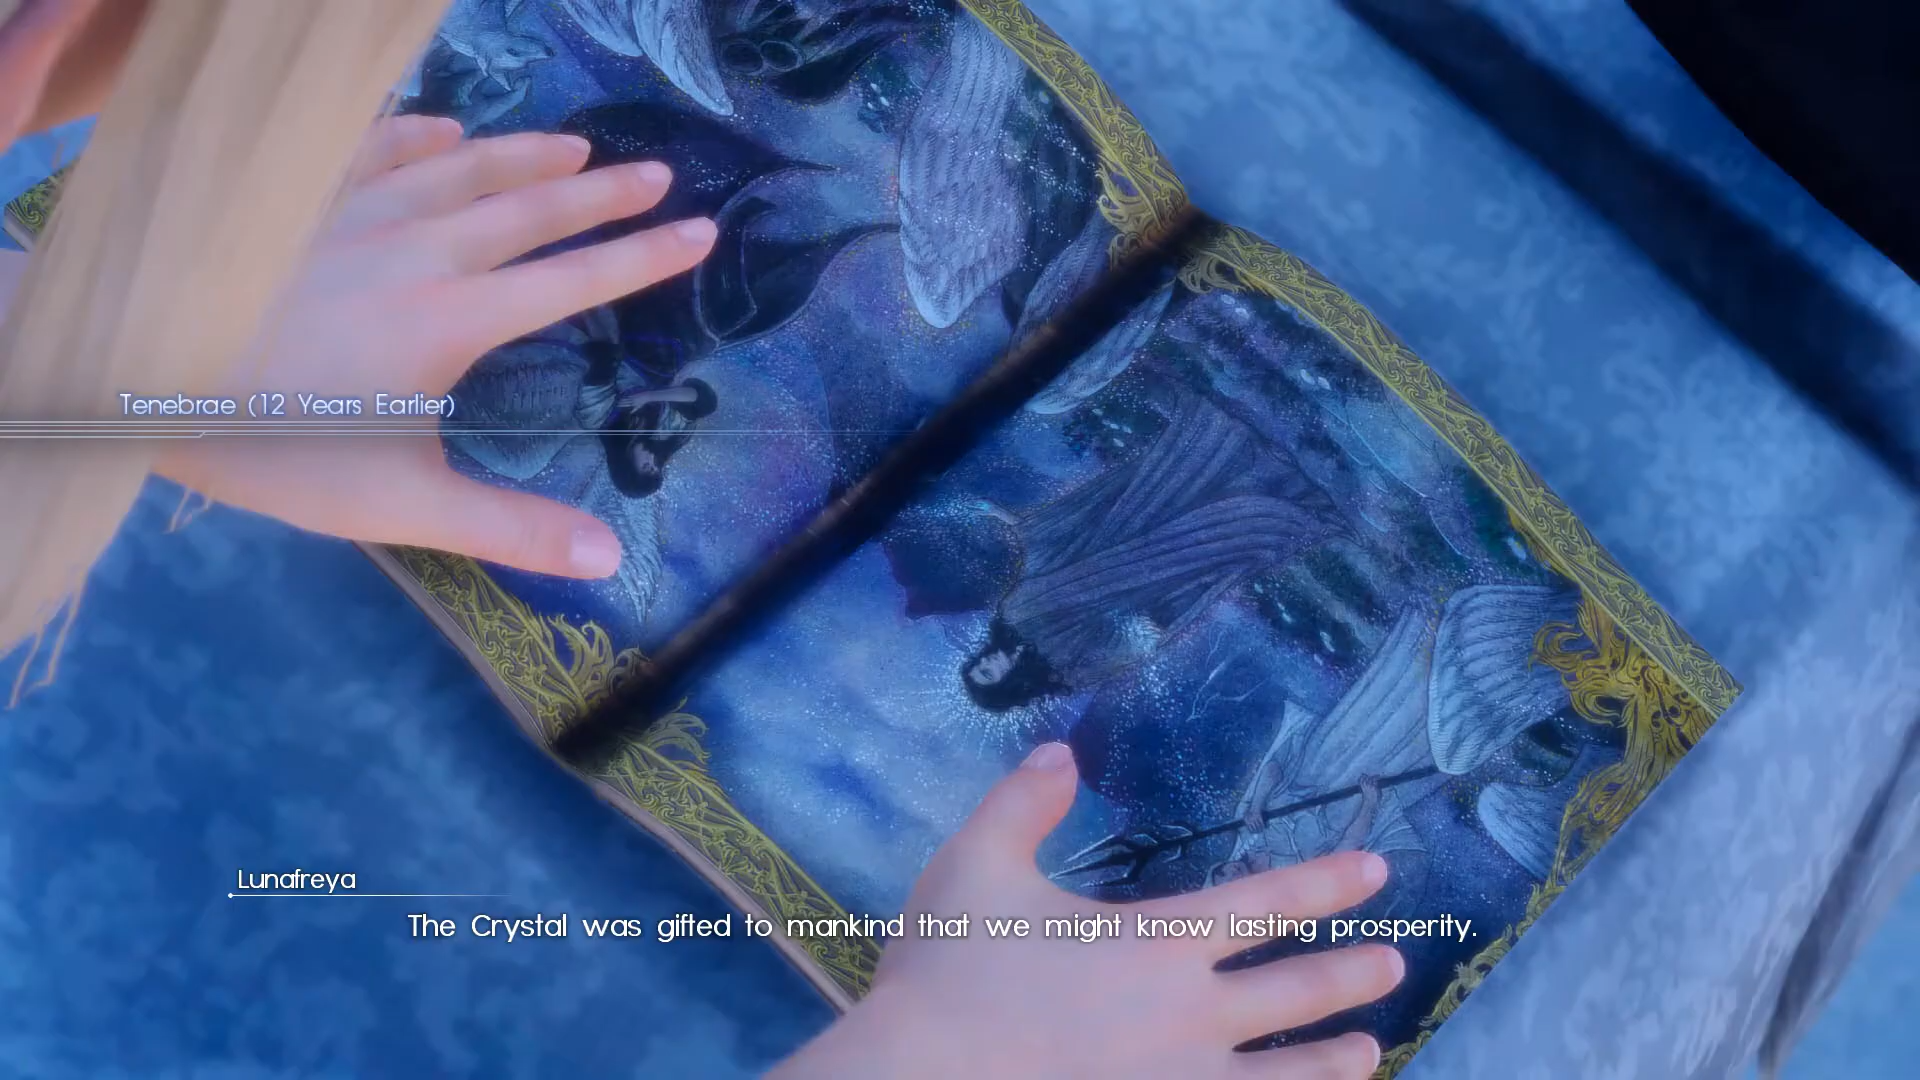 Tenebrae (12 Years Earlier)
Lunafreya
The Crystal was gifted to mankind that we might know lasting prosperity.